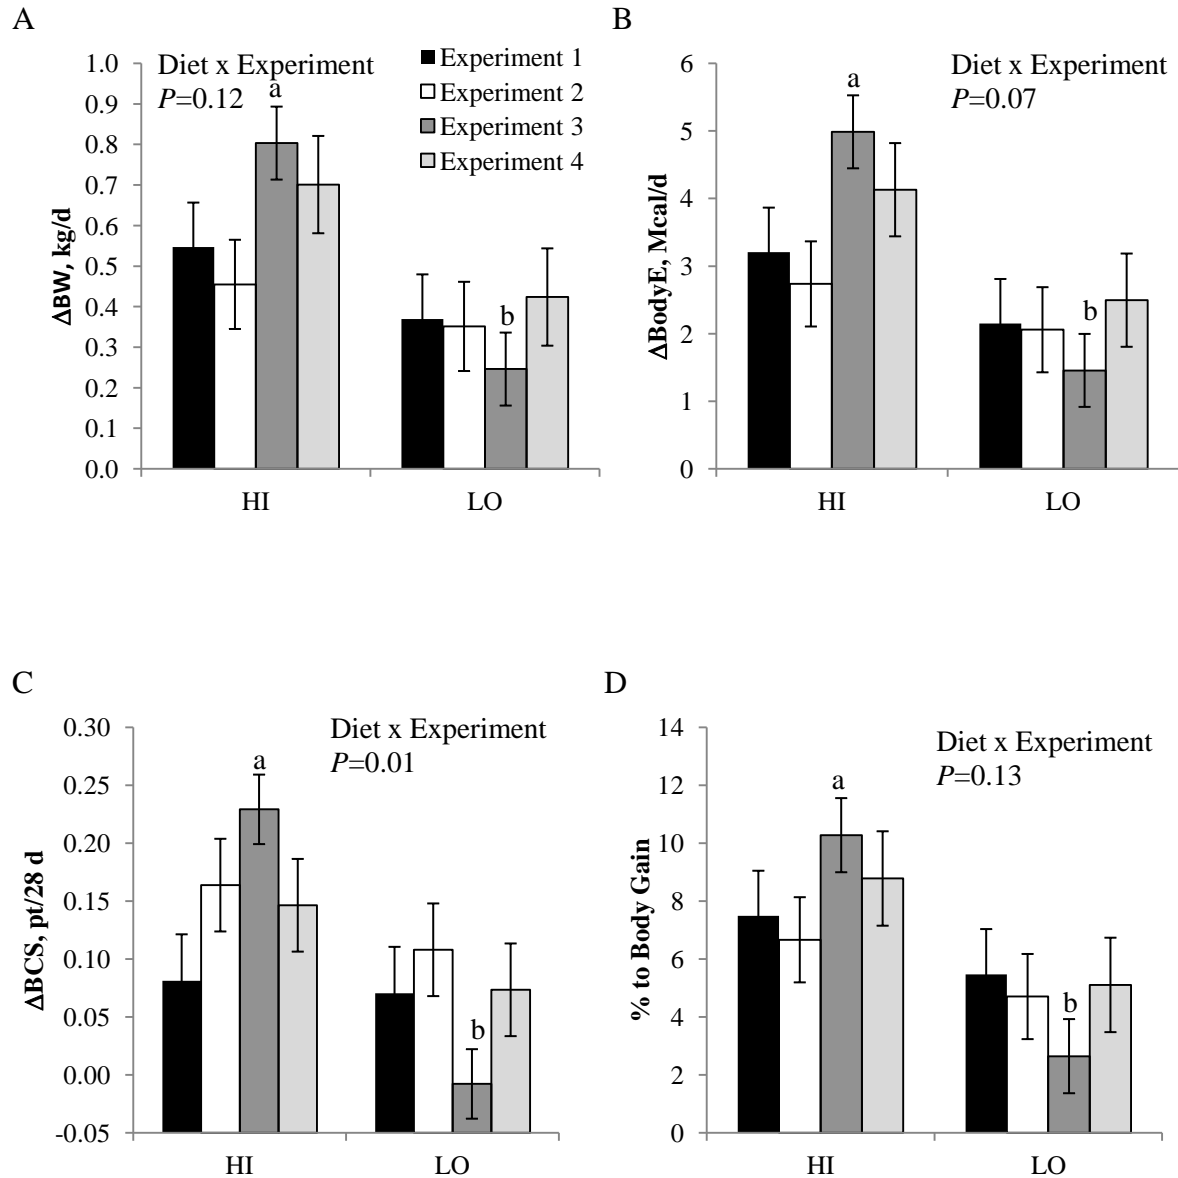 A
ΔBW, kg/d
1.0
0.9
0.8
0.7
0.6
0.5
0.4
0.3
0.2
0.1
0.0
Diet x Experiment
P=0.12
a
b
Experiment 1
Experiment 2
Experiment 3
Experiment 4
HI
LO
B
ΔBodyE, Mcal/d
6
5
4
3
2
1
0
Diet x Experiment
P=0.07
a
b
HI
LO
C
ΔBCS, pt/28 d
0.30
0.25
0.20
0.15
0.10
0.05
0.00
-0.05
Diet x Experiment
P=0.01
a
b
HI
LO
D
% to Body Gain
14
12
10
8
6
4
2
0
Diet x Experiment
P=0.13
a
b
HI
LO